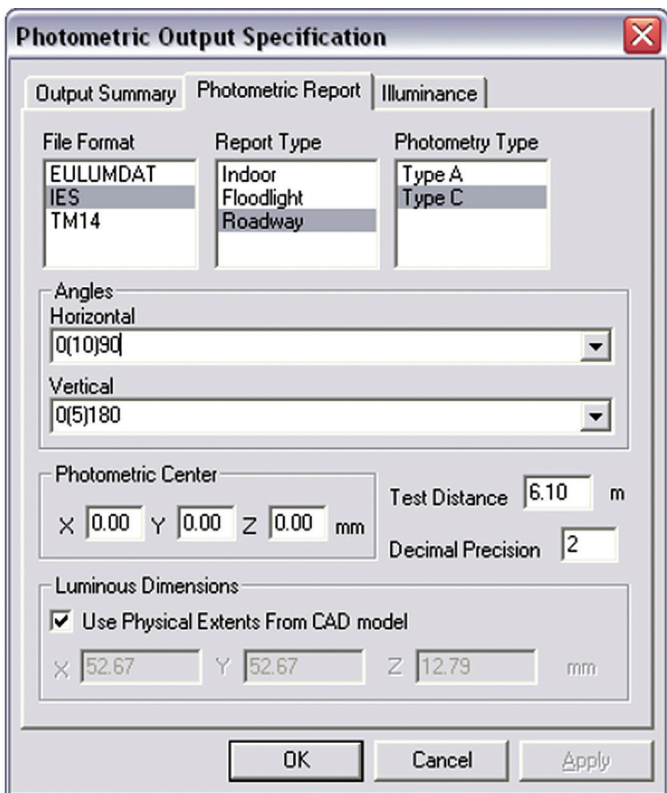 Photometric Output Specification
Output Summary Photometric Report Illuminance
File Format Report Type Photometry Type
EULUMDAT Indoor Type A
IES Floodlight Type C
TM14 Roadway
Angles
Horizontal
0(10)90
Vertical
0(5)180
Photometric Center
X 0.00 Y 0.00 Z 0.00 mm
Test Distance 6.10 m
Decimal Precision 2
Luminous Dimensions
Use Physical Extents From CAD model
X 52.67 Y 52.67 Z 12.79 mm
OK Cancel Apply